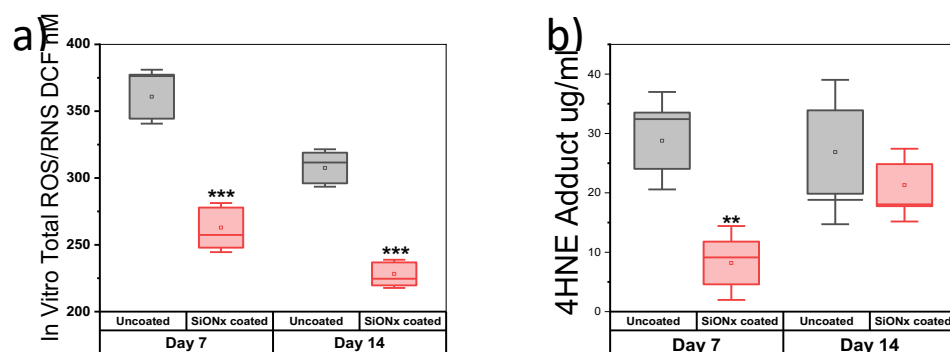 a)
In Vitro Total ROS/RNS DCF nM
400
350
300
250
200
***
***
Uncoated SiONx coated Uncoated SiONx coated
Day 7 Day 14
b)
4HNE Adduct ug/ml
40
30
20
10
0
**
Uncoated SiONx coated Uncoated SiONx coated
Day 7 Day 14